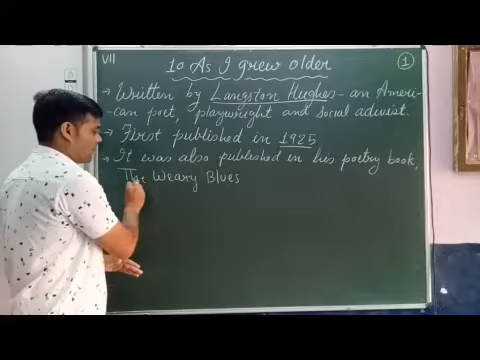 VII
10 As I grew older
1
→ Written by Langston Hughes - an Ameri-
can poet, playwright and social activist.
→ First published in 1925
→ It was also published in his poetry book,
The Weary Blues